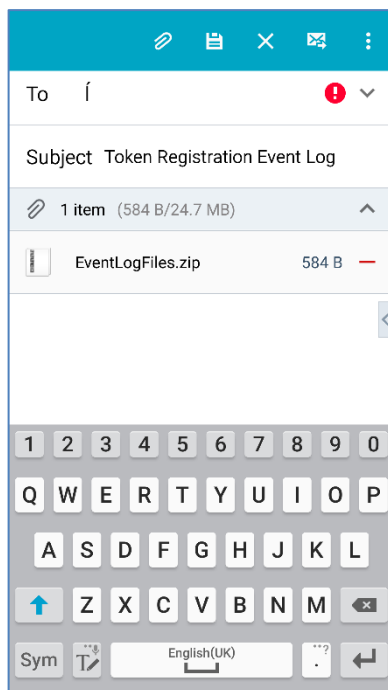 To Í
Subject Token Registration Event Log
1 item (584 B/24.7 MB)
EventLogFiles.zip 584 B
1 2 3 4 5 6 7 8 9 0
Q W E R T Y U I O P
A S D F G H J K L
Z X C V B N M
Sym T English(UK) . ...?